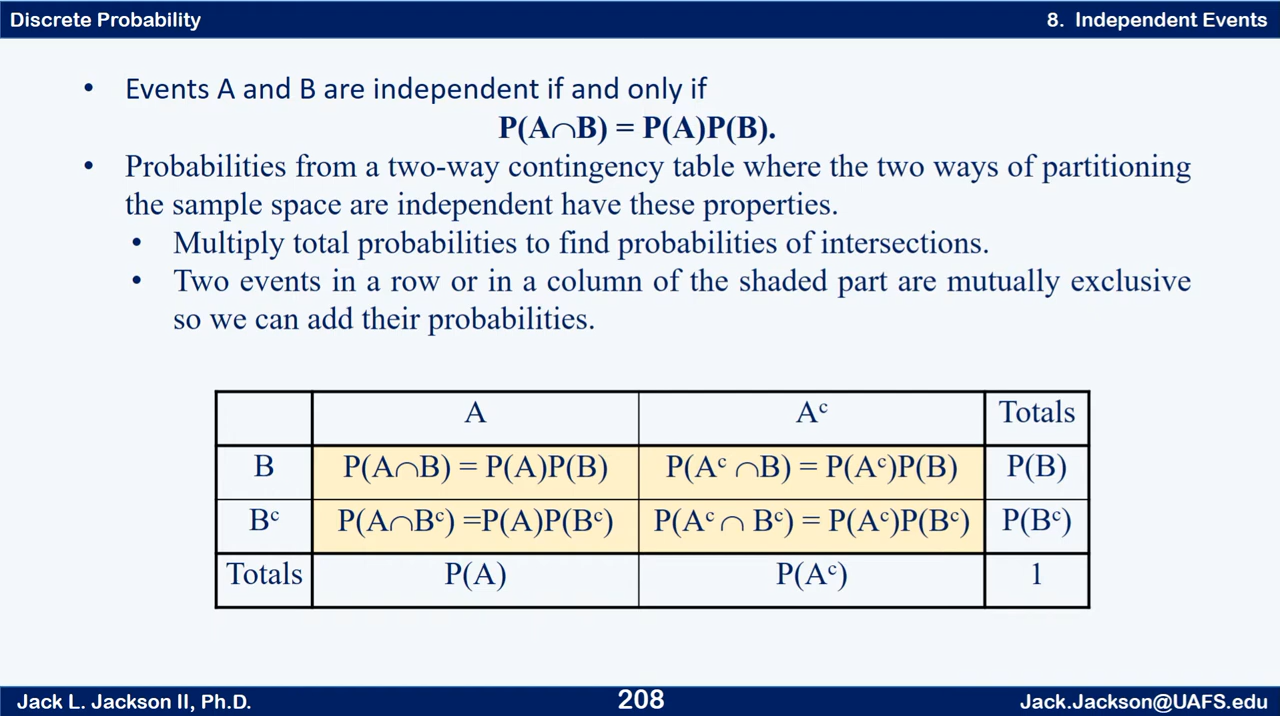 Discrete Probability
8. Independent Events
• Events A and B are independent if and only if
P(A∩B) = P(A)P(B).
• Probabilities from a two-way contingency table where the two ways of partitioning
the sample space are independent have these properties.
• Multiply total probabilities to find probabilities of intersections.
• Two events in a row or in a column of the shaded part are mutually exclusive
so we can add their probabilities.
A Aᶜ Totals
B P(A∩B) = P(A)P(B) P(Aᶜ ∩B) = P(Aᶜ)P(B) P(B)
Bᶜ P(A∩Bᶜ) =P(A)P(Bᶜ) P(Aᶜ ∩ Bᶜ) = P(Aᶜ)P(Bᶜ) P(Bᶜ)
Totals P(A) P(Aᶜ) 1
Jack L. Jackson II, Ph.D.
208
Jack.Jackson@UAFS.edu